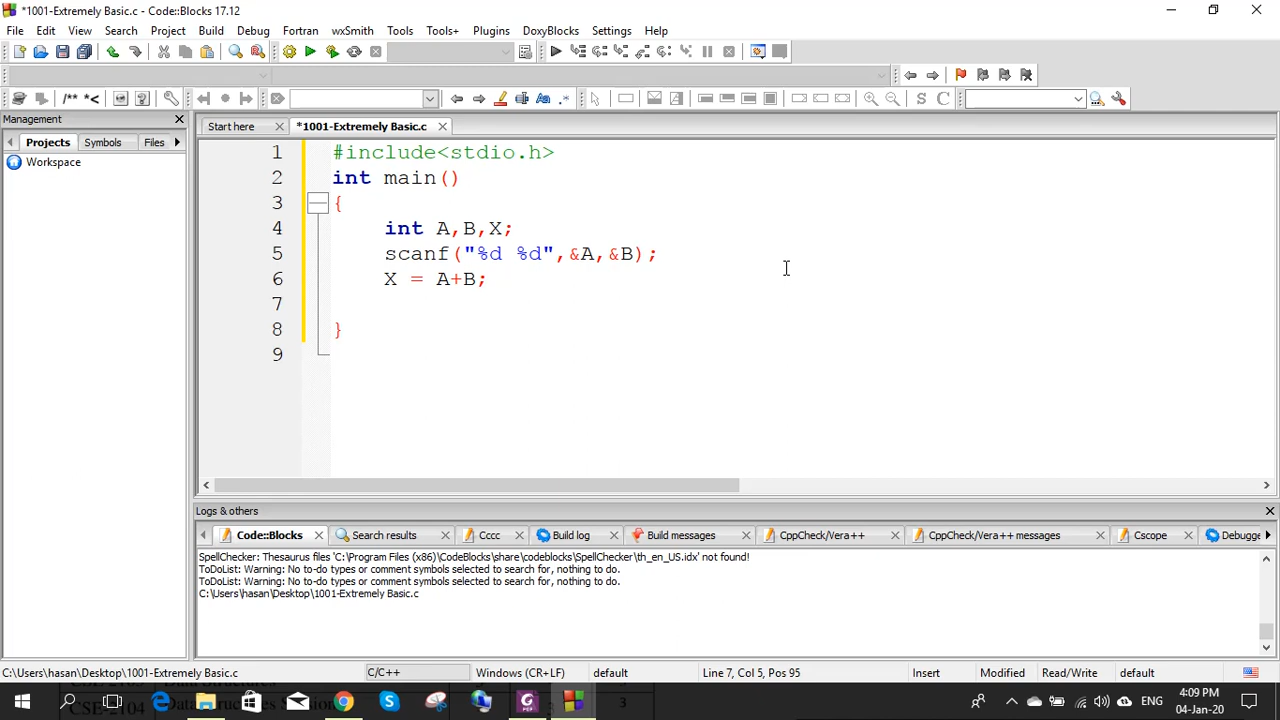 *1001-Extremely Basic.c - Code::Blocks 17.12
File Edit View Search Project Build Debug Fortran wxSmith Tools Tools+ Plugins DoxyBlocks Settings Help
/** *<
S C
Management
Projects Symbols Files
Workspace
Start here *1001-Extremely Basic.c
1 #include<stdio.h>
2 int main()
3 {
4 int A,B,X;
5 scanf("%d %d",&A,&B);
6 X = A+B;
7
8 }
9
Logs & others
Code::Blocks Search results Cccc Build log Build messages CppCheck/Vera++ CppCheck/Vera++ messages Cscope Debugge
SpellChecker: Thesaurus files 'C:\Program Files (x86)\CodeBlocks\share\codeblocks\SpellChecker\th_en_US.idx' not found!
ToDoList: Warning: No to-do types or comment symbols selected to search for, nothing to do.
ToDoList: Warning: No to-do types or comment symbols selected to search for, nothing to do.
C:\Users\hasan\Desktop\1001-Extremely Basic.c
C:\Users\hasan\Desktop\1001-Extremely Basic.c C/C++ Windows (CR+LF) default Line 7, Col 5, Pos 95 Insert Modified Read/Write default
CSE-2104 3
ENG 4:09 PM
04-Jan-20